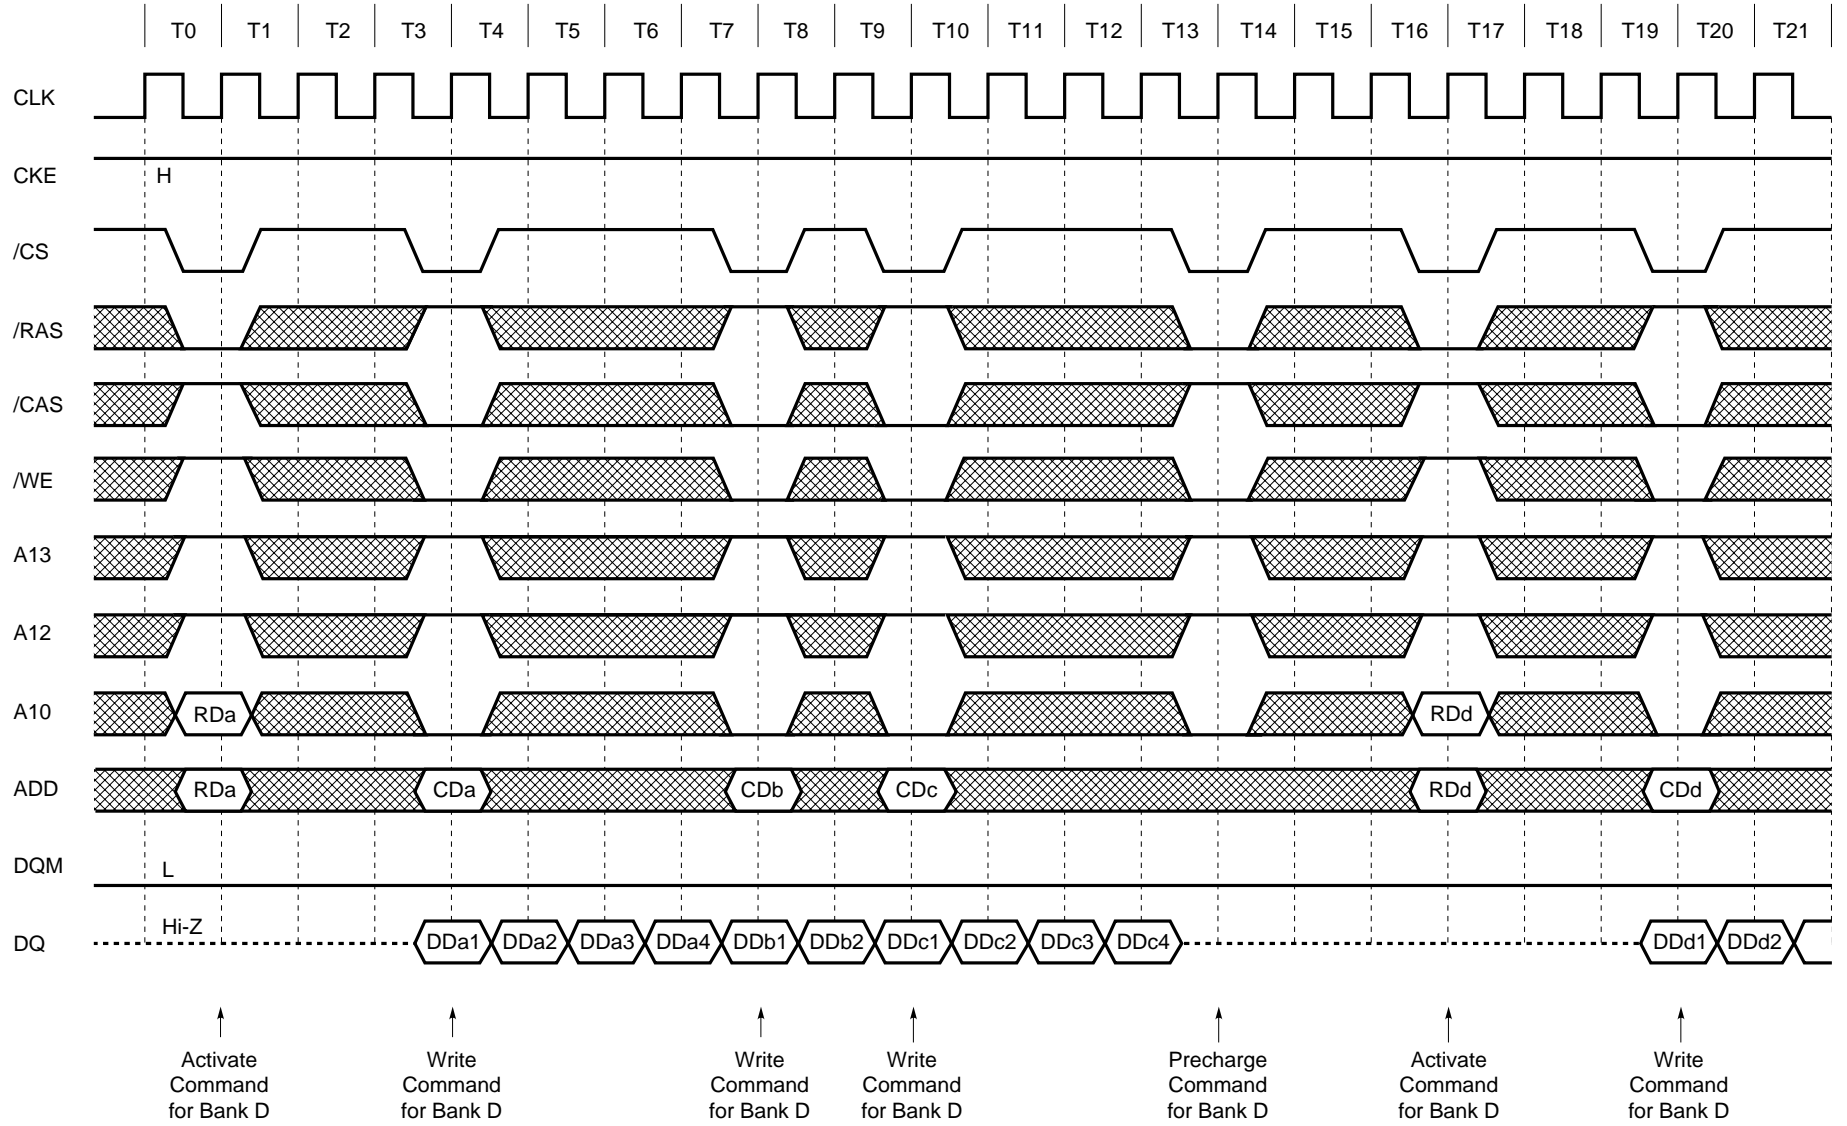 T0 T1 T2 T3 T4 T5 T6 T7 T8 T9 T10 T11 T12 T13 T14 T15 T16 T17 T18 T19 T20 T21
CLK
CKE H
/CS
/RAS
/CAS
/WE
A13
A12
A10 RDa RDd
ADD RDa CDa CDb CDc RDd CDd
DQM L
Hi-Z
DQ DDa1 DDa2 DDa3 DDa4 DDb1 DDb2 DDc1 DDc2 DDc3 DDc4 DDd1 DDd2
Activate Write Write Write Precharge Activate Write
Command Command Command Command Command Command Command
for Bank D for Bank D for Bank D for Bank D for Bank D for Bank D for Bank D